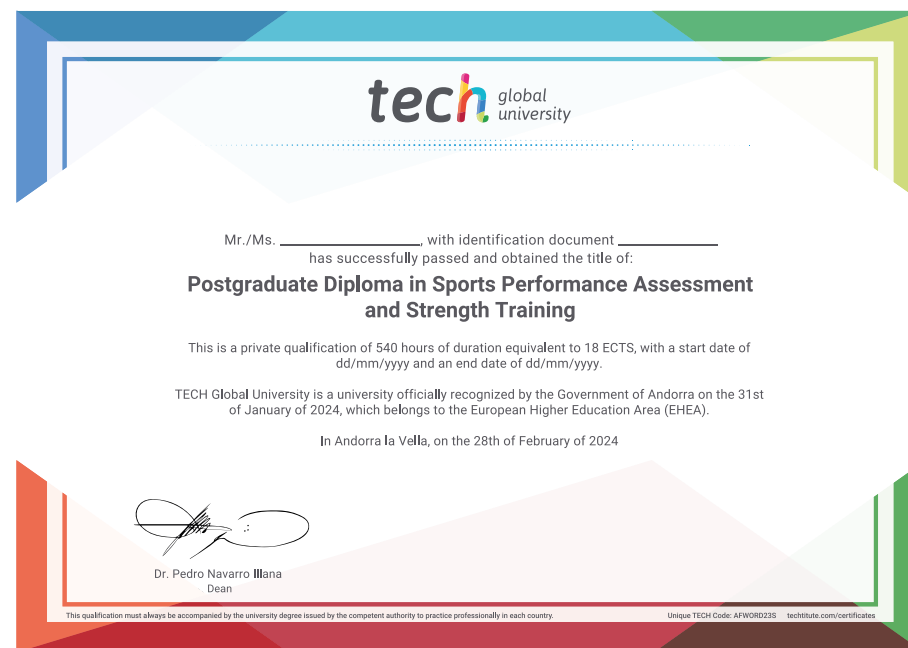 tech global university
Mr./Ms. ____________, with identification document ____________
has successfully passed and obtained the title of:
Postgraduate Diploma in Sports Performance Assessment
and Strength Training
This is a private qualification of 540 hours of duration equivalent to 18 ECTS, with a start date of
dd/mm/yyyy and an end date of dd/mm/yyyy.
TECH Global University is a university officially recognized by the Government of Andorra on the 31st
of January of 2024, which belongs to the European Higher Education Area (EHEA).
In Andorra la Vella, on the 28th of February of 2024
Dr. Pedro Navarro Illana
Dean
This qualification must always be accompanied by the university degree issued by the competent authority to practice professionally in each country.
Unique TECH Code: AFWORD23S techtitute.com/certificates